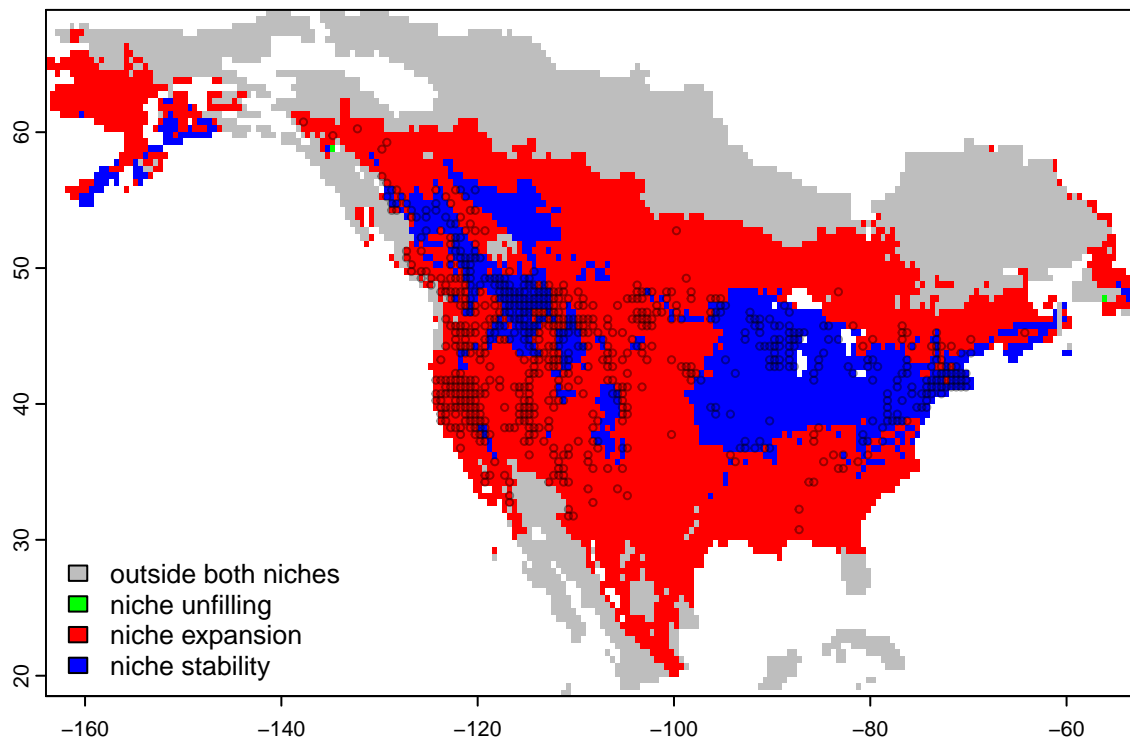 60
50
40
30
20
outside both niches
niche unfilling
niche expansion
niche stability
−160 −140 −120 −100 −80 −60